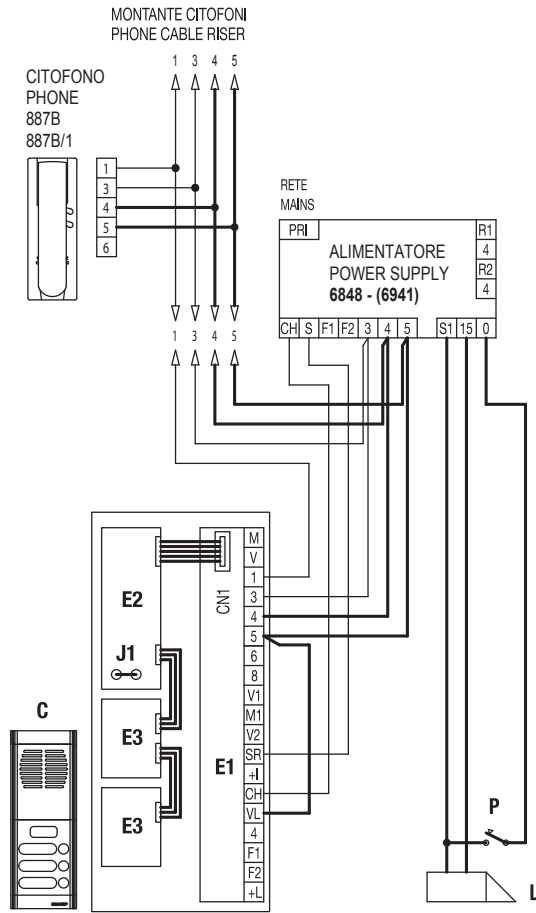 MONTANTE CITOFONI
PHONE CABLE RISER
1 3 4 5
CITOFONO
PHONE
887B
887B/1
1
3
4
5
6
RETE
MAINS
PRI
ALIMENTATORE
POWER SUPPLY
6848 - (6941)
R1
4
R2
4
CH S F1 F2 3 4 5 S1 15 0
1 3 4 5
M
V
1
3
4
5
6
8
V1
M1
V2
SR
+I
CH
VL
4
F1
F2
+L
CN1
E2
J1
E3
E3
E1
C
P
L